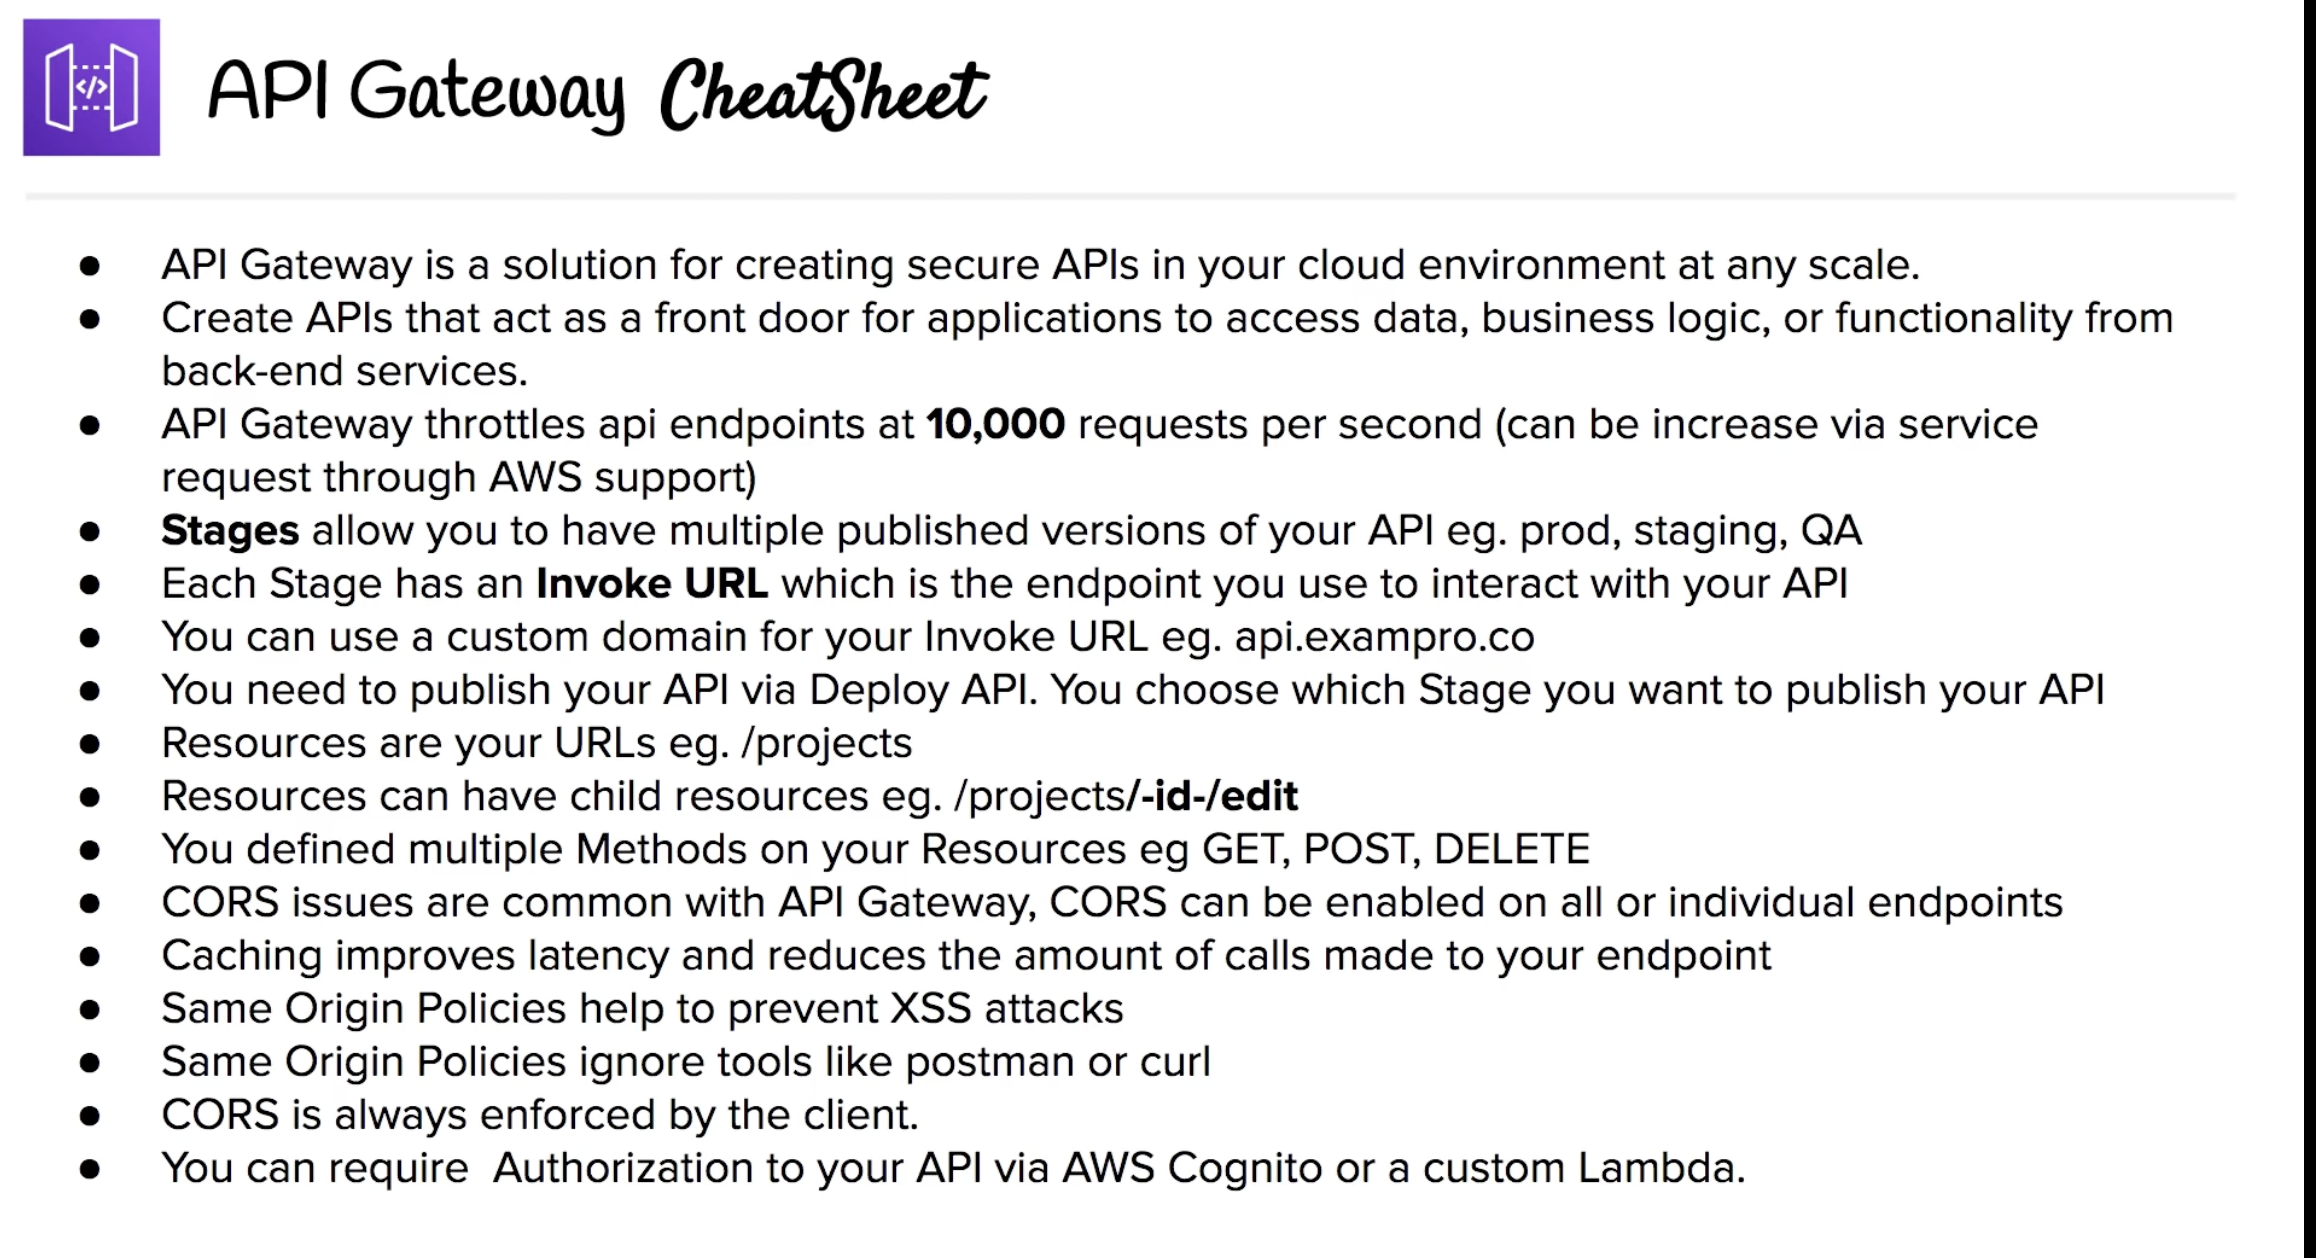 </>
API Gateway CheatSheet
● API Gateway is a solution for creating secure APIs in your cloud environment at any scale.
● Create APIs that act as a front door for applications to access data, business logic, or functionality from
back-end services.
● API Gateway throttles api endpoints at 10,000 requests per second (can be increase via service
request through AWS support)
● Stages allow you to have multiple published versions of your API eg. prod, staging, QA
● Each Stage has an Invoke URL which is the endpoint you use to interact with your API
● You can use a custom domain for your Invoke URL eg. api.exampro.co
● You need to publish your API via Deploy API. You choose which Stage you want to publish your API
● Resources are your URLs eg. /projects
● Resources can have child resources eg. /projects/-id-/edit
● You defined multiple Methods on your Resources eg GET, POST, DELETE
● CORS issues are common with API Gateway, CORS can be enabled on all or individual endpoints
● Caching improves latency and reduces the amount of calls made to your endpoint
● Same Origin Policies help to prevent XSS attacks
● Same Origin Policies ignore tools like postman or curl
● CORS is always enforced by the client.
● You can require  Authorization to your API via AWS Cognito or a custom Lambda.